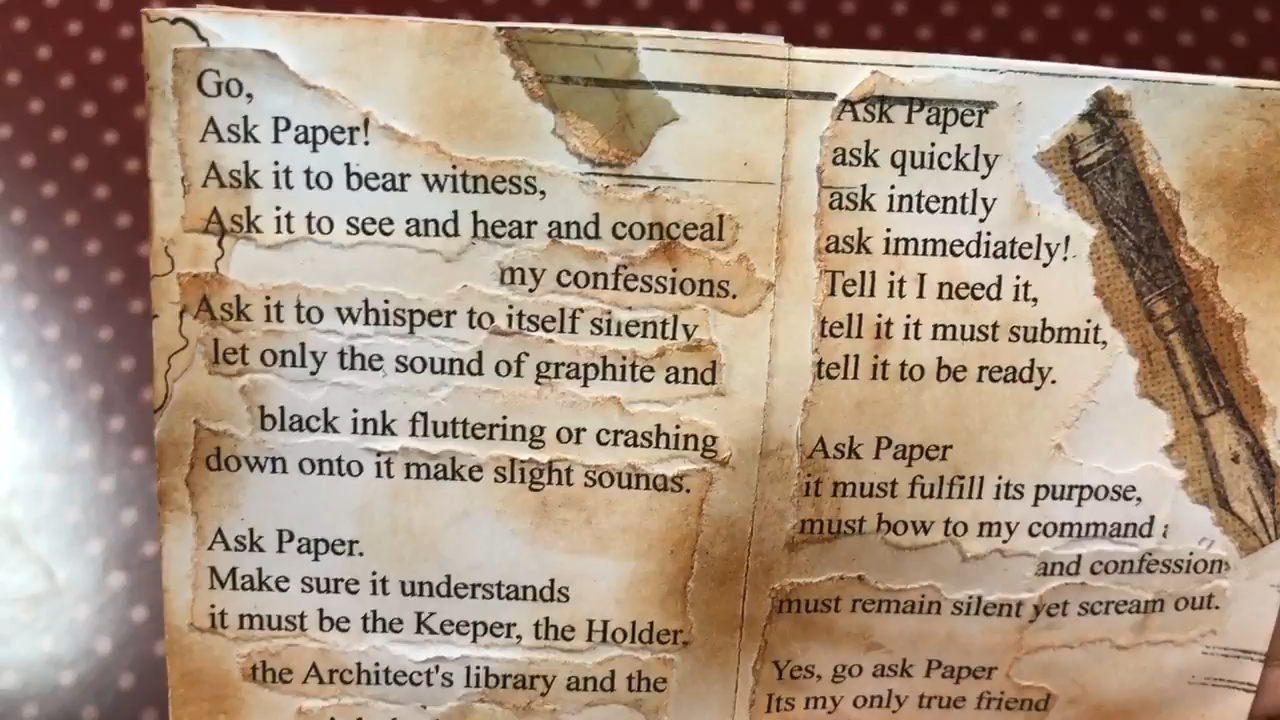 Go,
Ask Paper!
Ask it to bear witness,
Ask it to see and hear and conceal
my confessions.
Ask it to whisper to itself silently
let only the sound of graphite and
black ink fluttering or crashing
down onto it make slight sounds.
Ask Paper.
Make sure it understands
it must be the Keeper, the Holder.
the Architect's library and the
Ask Paper
ask quickly
ask intently
ask immediately!
Tell it I need it,
tell it it must submit,
tell it to be ready.
Ask Paper
it must fulfill its purpose,
must bow to my command
and confession
must remain silent yet scream out.
Yes, go ask Paper
Its my only true friend